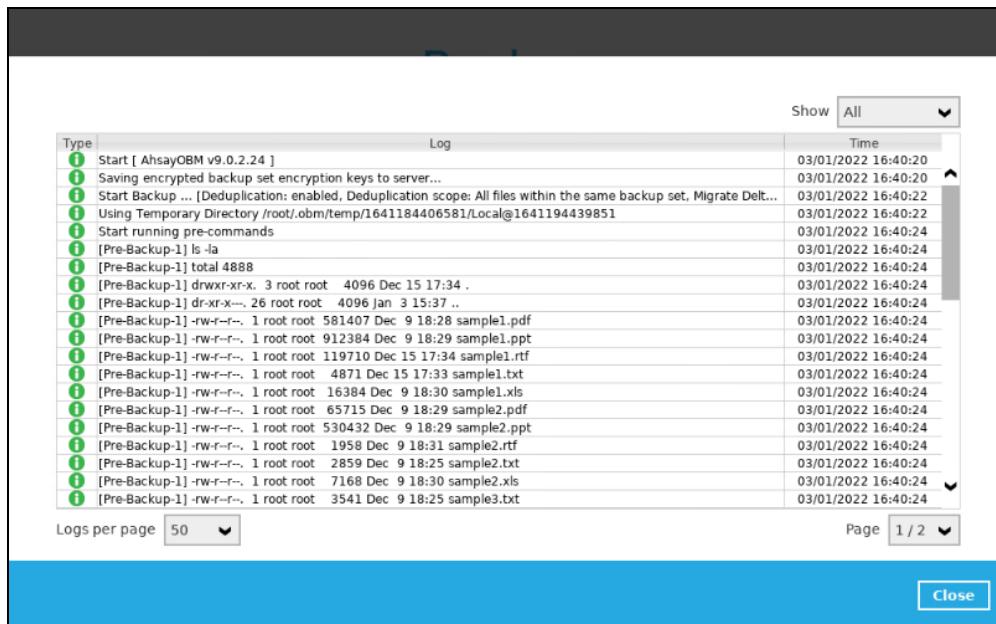 Show All
Type Log Time
Start [ AhsayOBM v9.0.2.24 ] 03/01/2022 16:40:20
Saving encrypted backup set encryption keys to server... 03/01/2022 16:40:20
Start Backup ... [Deduplication: enabled, Deduplication scope: All files within the same backup set, Migrate Delt... 03/01/2022 16:40:22
Using Temporary Directory /root/.obm/temp/1641184406581/Local@1641194439851 03/01/2022 16:40:22
Start running pre-commands 03/01/2022 16:40:24
[Pre-Backup-1] ls -la 03/01/2022 16:40:24
[Pre-Backup-1] total 4888 03/01/2022 16:40:24
[Pre-Backup-1] drwxr-xr-x. 3 root root 4096 Dec 15 17:34 . 03/01/2022 16:40:24
[Pre-Backup-1] dr-xr-x---. 26 root root 4096 Jan 3 15:37 .. 03/01/2022 16:40:24
[Pre-Backup-1] -rw-r--r--. 1 root root 581407 Dec 9 18:28 sample1.pdf 03/01/2022 16:40:24
[Pre-Backup-1] -rw-r--r--. 1 root root 912384 Dec 9 18:29 sample1.ppt 03/01/2022 16:40:24
[Pre-Backup-1] -rw-r--r--. 1 root root 119710 Dec 15 17:34 sample1.rtf 03/01/2022 16:40:24
[Pre-Backup-1] -rw-r--r--. 1 root root 4871 Dec 15 17:33 sample1.txt 03/01/2022 16:40:24
[Pre-Backup-1] -rw-r--r--. 1 root root 16384 Dec 9 18:30 sample1.xls 03/01/2022 16:40:24
[Pre-Backup-1] -rw-r--r--. 1 root root 65715 Dec 9 18:29 sample2.pdf 03/01/2022 16:40:24
[Pre-Backup-1] -rw-r--r--. 1 root root 530432 Dec 9 18:29 sample2.ppt 03/01/2022 16:40:24
[Pre-Backup-1] -rw-r--r--. 1 root root 1958 Dec 9 18:31 sample2.rtf 03/01/2022 16:40:24
[Pre-Backup-1] -rw-r--r--. 1 root root 2859 Dec 9 18:25 sample2.txt 03/01/2022 16:40:24
[Pre-Backup-1] -rw-r--r--. 1 root root 7168 Dec 9 18:30 sample2.xls 03/01/2022 16:40:24
[Pre-Backup-1] -rw-r--r--. 1 root root 3541 Dec 9 18:25 sample3.txt 03/01/2022 16:40:24
Logs per page 50 Page 1 / 2
Close